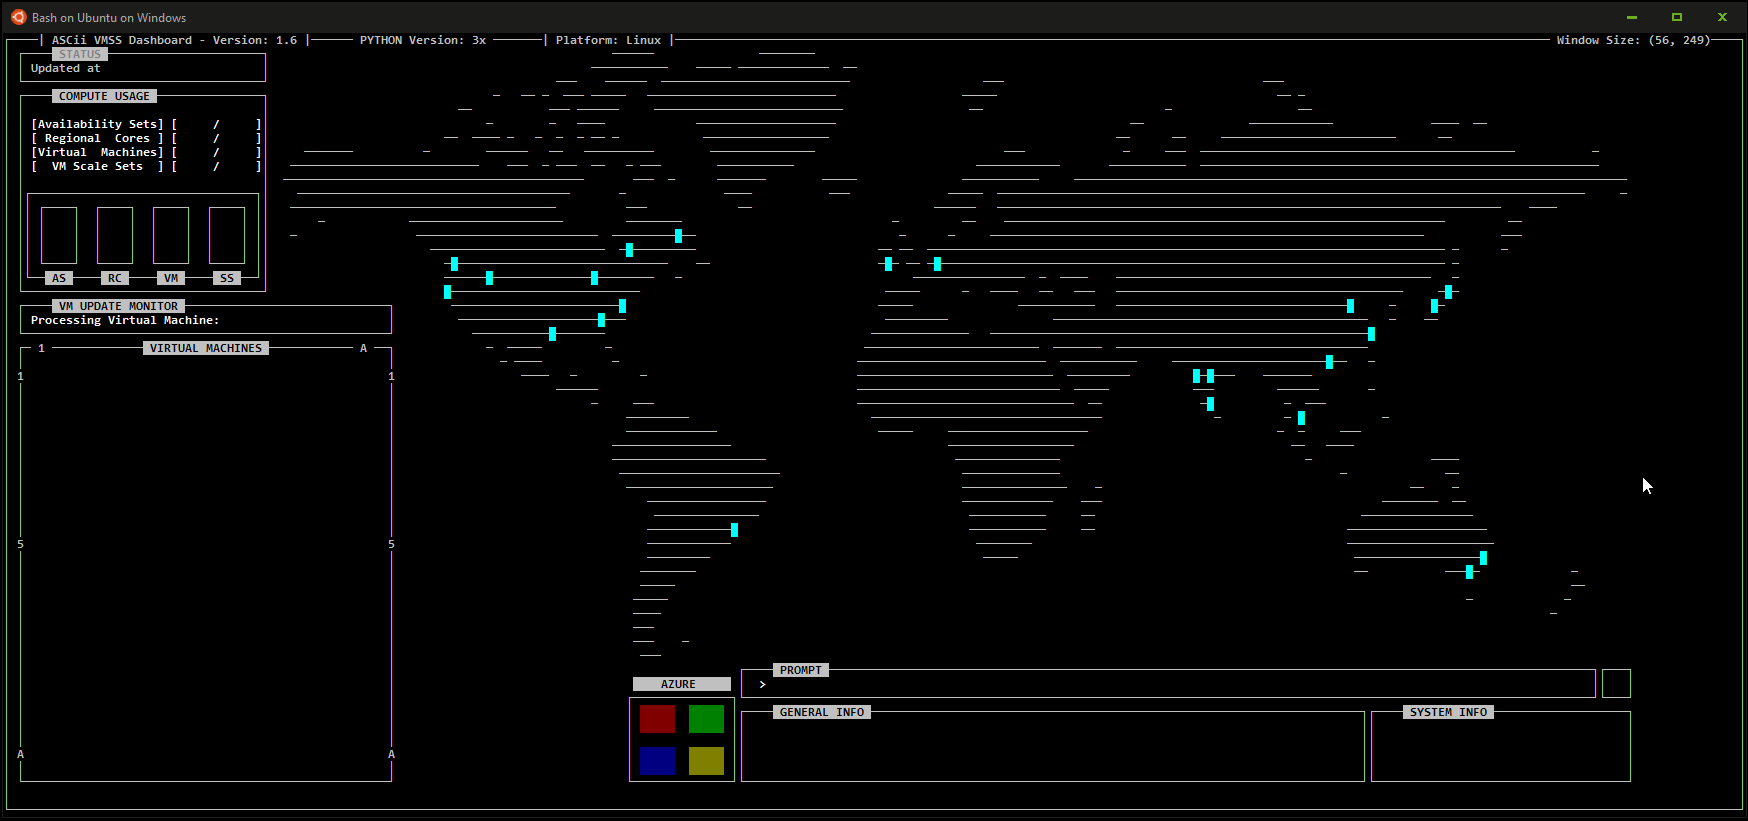 Bash on Ubuntu on Windows
| ASCii VMSS Dashboard - Version: 1.6 | PYTHON Version: 3x | Platform: Linux | Window Size: (56, 249)
STATUS
Updated at
COMPUTE USAGE
[Availability Sets] [ / ]
[ Regional Cores ] [ / ]
[Virtual Machines] [ / ]
[ VM Scale Sets ] [ / ]
AS RC VM SS
VM UPDATE MONITOR
Processing Virtual Machine:
1 VIRTUAL MACHINES A
1 1
5 5
A A
AZURE
PROMPT
>
GENERAL INFO
SYSTEM INFO